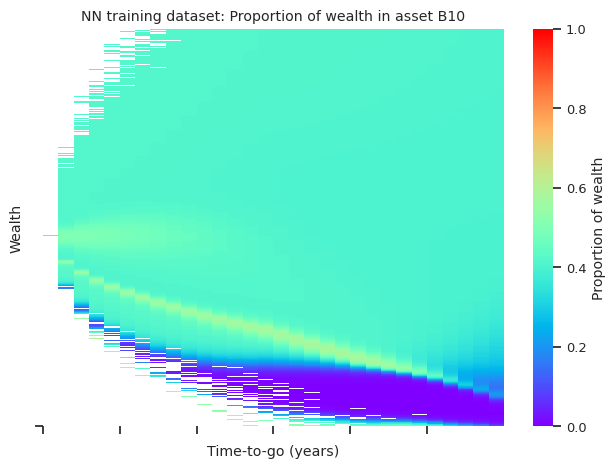 NN training dataset: Proportion of wealth in asset B10
Wealth
Time-to-go (years)
1.0
0.8
0.6
0.4
0.2
0.0
Proportion of wealth